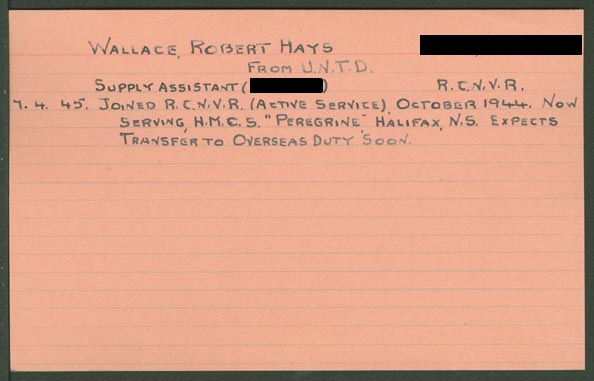 WALLACE, ROBERT HAYS
FROM U.N.T.D.
SUPPLY ASSISTANT ( ) R.C.N.V.R.
7. 4. 45. JOINED R.C.N.V.R. (ACTIVE SERVICE), OCTOBER 1944. NOW
SERVING, H.M.C.S. "PEREGRINE" HALIFAX, N.S. EXPECTS
TRANSFER TO OVERSEAS DUTY SOON.